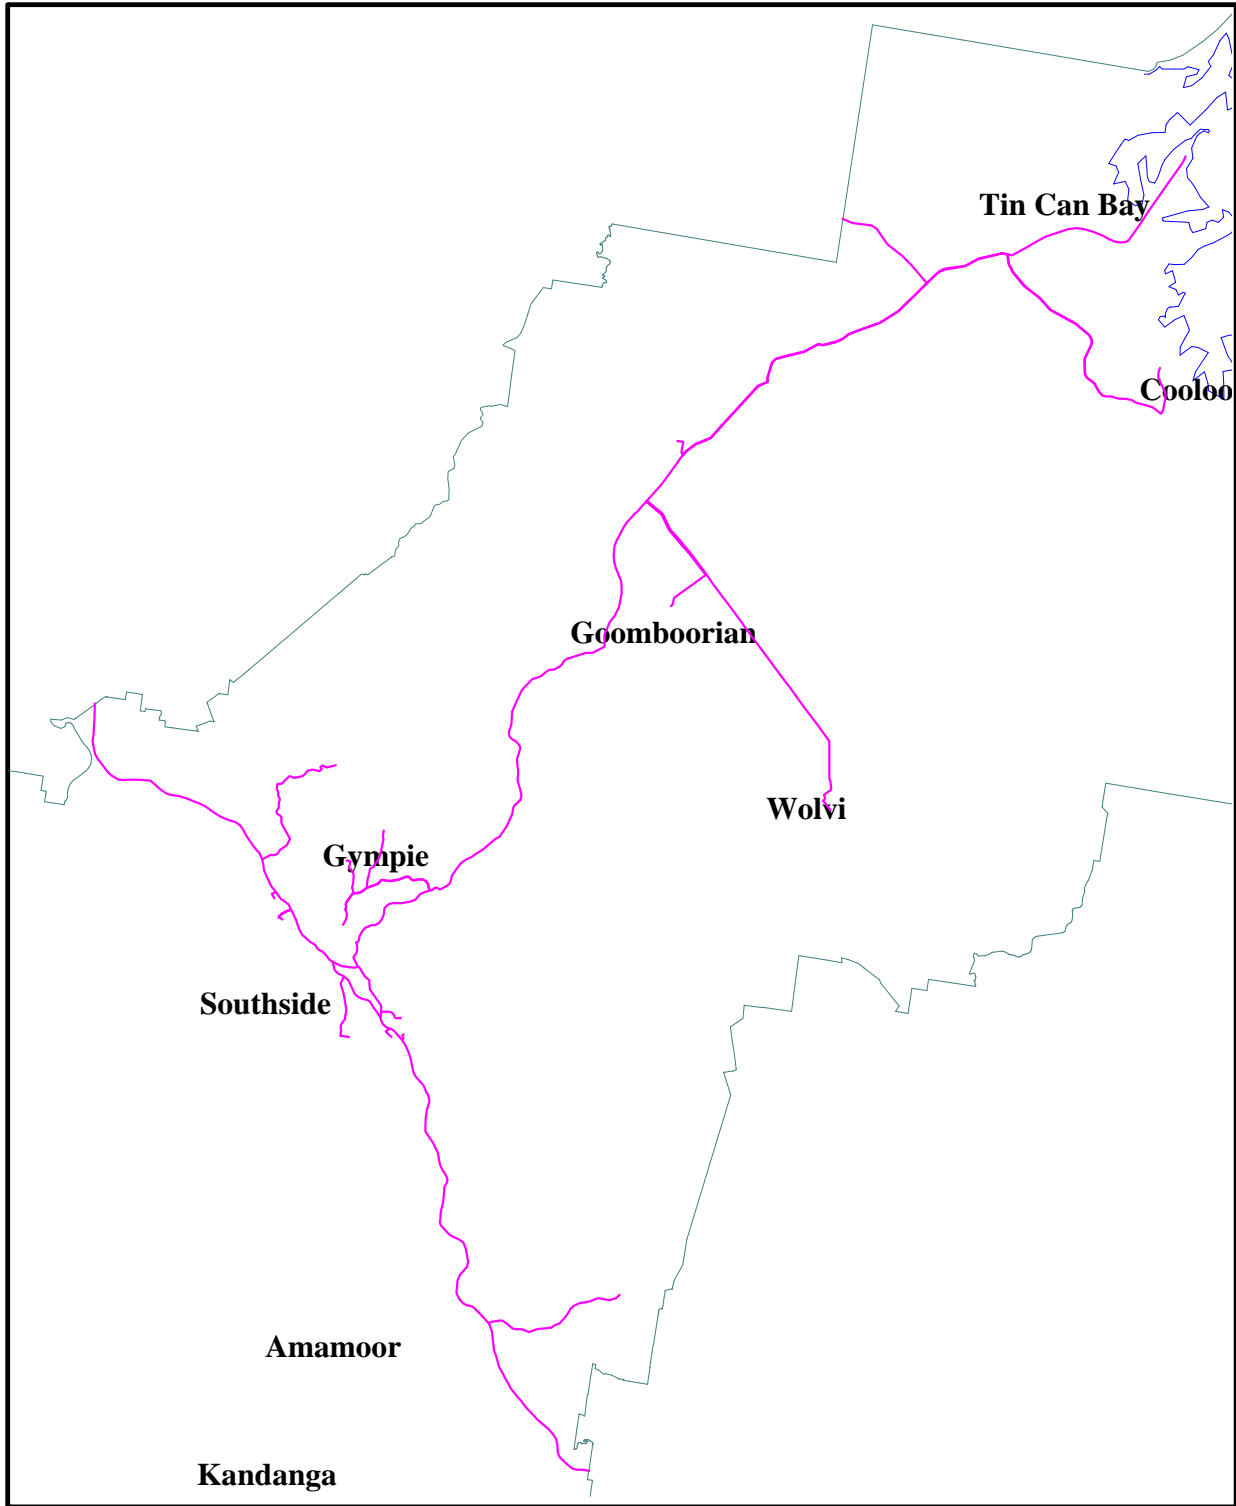 Tin Can Bay
Cooloo
Goomboorian
Wolvi
Gympie
Southside
Amamoor
Kandanga